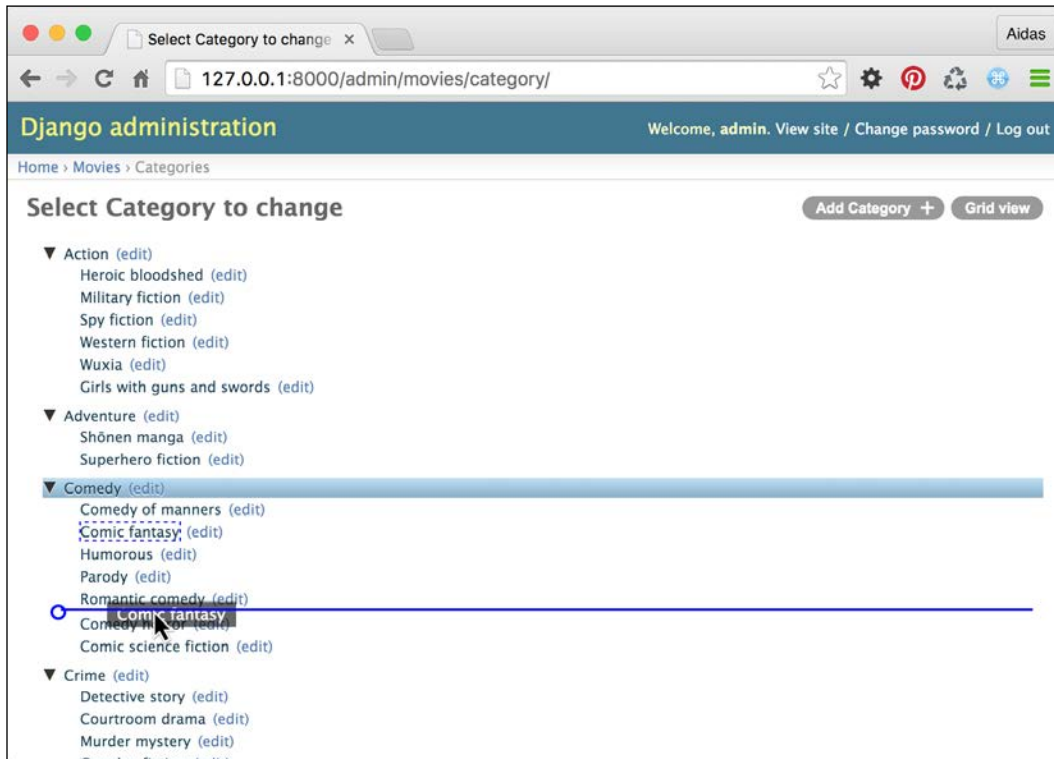 Select Category to change
Aidas
127.0.0.1:8000/admin/movies/category/
Django administration
Welcome, admin. View site / Change password / Log out
Home › Movies › Categories
Select Category to change
Add Category +
Grid view
Action (edit)
Heroic bloodshed (edit)
Military fiction (edit)
Spy fiction (edit)
Western fiction (edit)
Wuxia (edit)
Girls with guns and swords (edit)
Adventure (edit)
Shōnen manga (edit)
Superhero fiction (edit)
Comedy (edit)
Comedy of manners (edit)
Comic fantasy (edit)
Humorous (edit)
Parody (edit)
Romantic comedy (edit)
Comic fantasy
Comedy horror (edit)
Comic science fiction (edit)
Crime (edit)
Detective story (edit)
Courtroom drama (edit)
Murder mystery (edit)